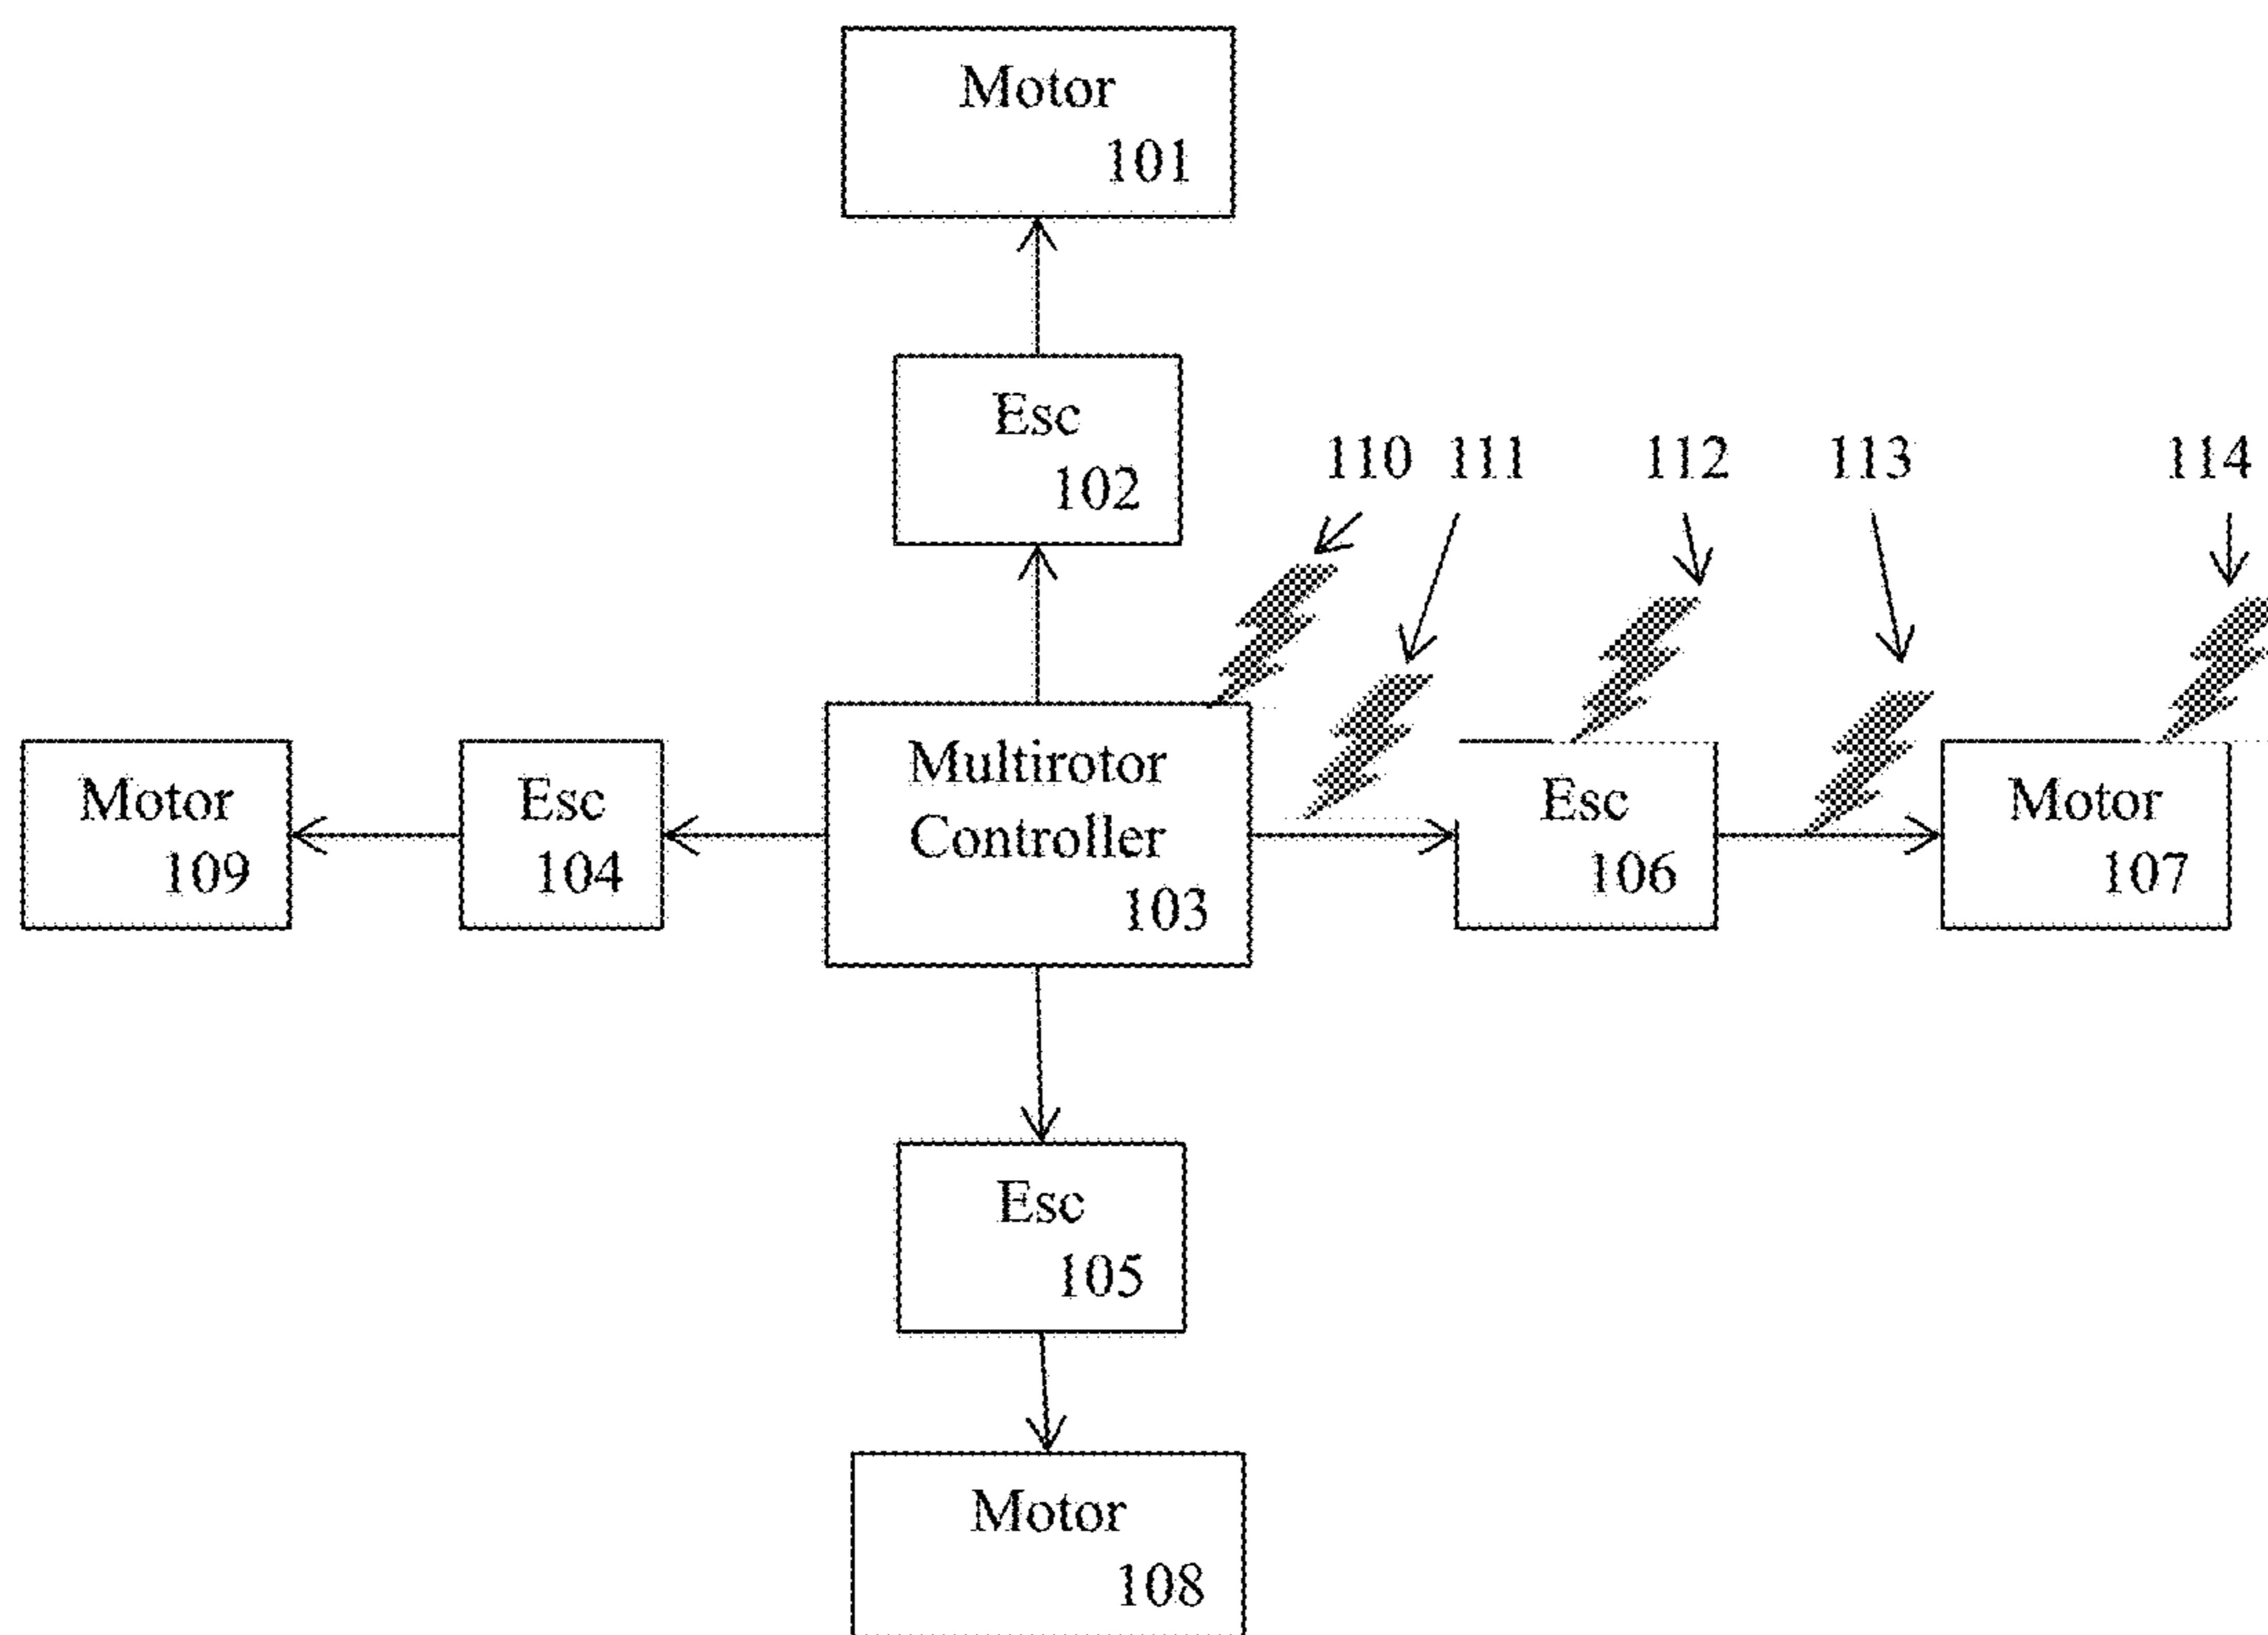 Motor
101
Esc
102
110 111 112 113 114
Motor
109
Esc
104
Multirotor
Controller
103
Esc
106
Motor
107
Esc
105
Motor
108